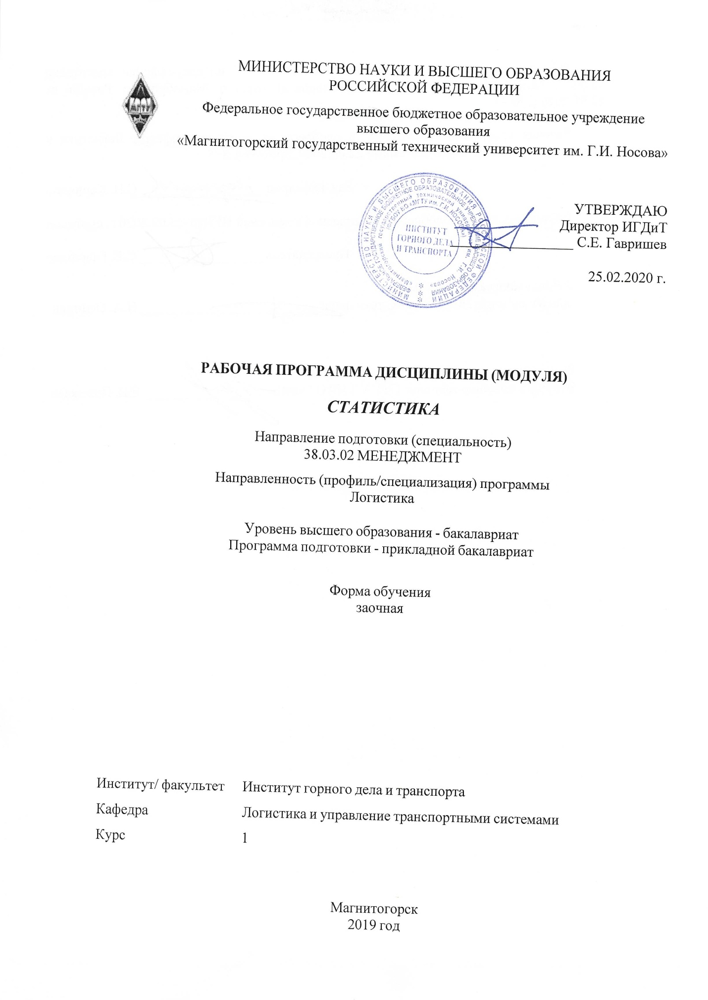 МИНИСТЕРСТВО НАУКИ И ВЫСШЕГО ОБРАЗОВАНИЯ
РОССИЙСКОЙ ФЕДЕРАЦИИ
МГТУ
Федеральное государственное бюджетное образовательное учреждение
высшего образования
«Магнитогорский государственный технический университет им. Г.И. Носова»
МИНИСТЕРСТВО НАУКИ И ВЫСШЕГО ОБРАЗОВАНИЯ РОССИЙСКОЙ ФЕДЕРАЦИИ
ФЕДЕРАЛЬНОЕ ГОСУДАРСТВЕННОЕ БЮДЖЕТНОЕ ОБРАЗОВАТЕЛЬНОЕ УЧРЕЖДЕНИЕ ВЫСШЕГО ОБРАЗОВАНИЯ
«Магнитогорский государственный технический университет им. Г.И. Носова»
(ФГБОУ ВО «МГТУ ИМ. Г.И. НОСОВА»)
ИНСТИТУТ
ГОРНОГО ДЕЛА
И ТРАНСПОРТА
УТВЕРЖДАЮ
Директор ИГДиТ
С.Е. Гавришев
25.02.2020 г.
РАБОЧАЯ ПРОГРАММА ДИСЦИПЛИНЫ (МОДУЛЯ)
СТАТИСТИКА
Направление подготовки (специальность)
38.03.02 МЕНЕДЖМЕНТ
Направленность (профиль/специализация) программы
Логистика
Уровень высшего образования - бакалавриат
Программа подготовки - прикладной бакалавриат
Форма обучения
заочная
Институт/ факультет Институт горного дела и транспорта
Кафедра Логистика и управление транспортными системами
Курс 1
Магнитогорск
2019 год